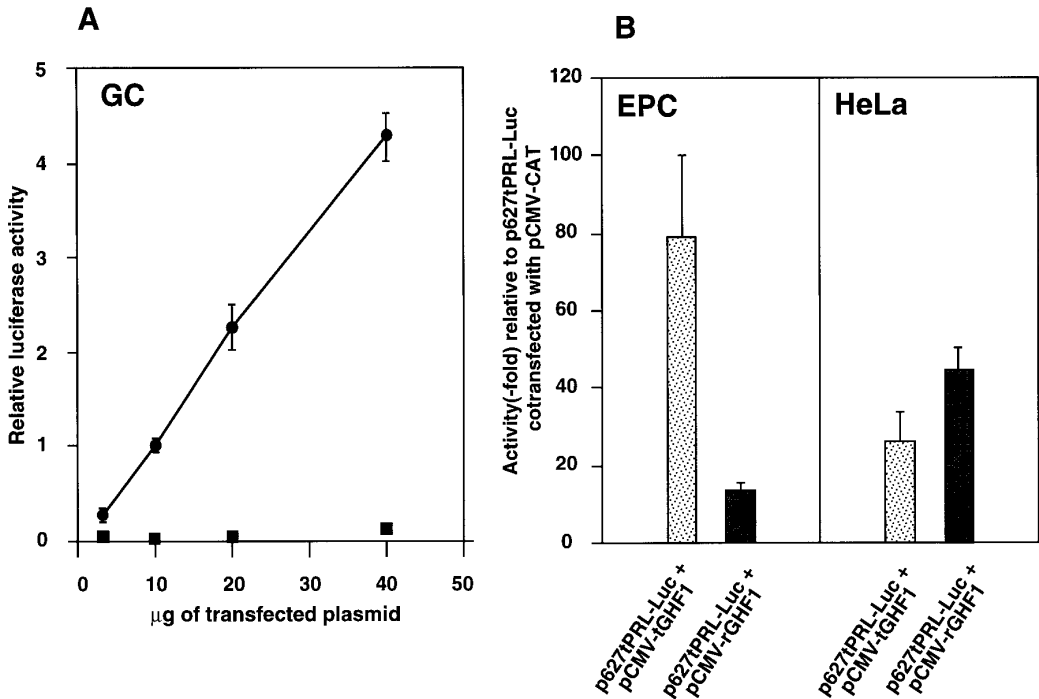 A
GC
5
4
3
2
1
0
Relative luciferase activity
0
10
20
30
40
50
μg of transfected plasmid
B
EPC
HeLa
120
100
80
60
40
20
0
Activity(-fold) relative to p627tPRL-Luc
cotransfected with pCMV-CAT
p627tPRL-Luc +
pCMV-tGHF1
p627tPRL-Luc +
pCMV-rGHF1
p627tPRL-Luc +
pCMV-tGHF1
p627tPRL-Luc +
pCMV-rGHF1